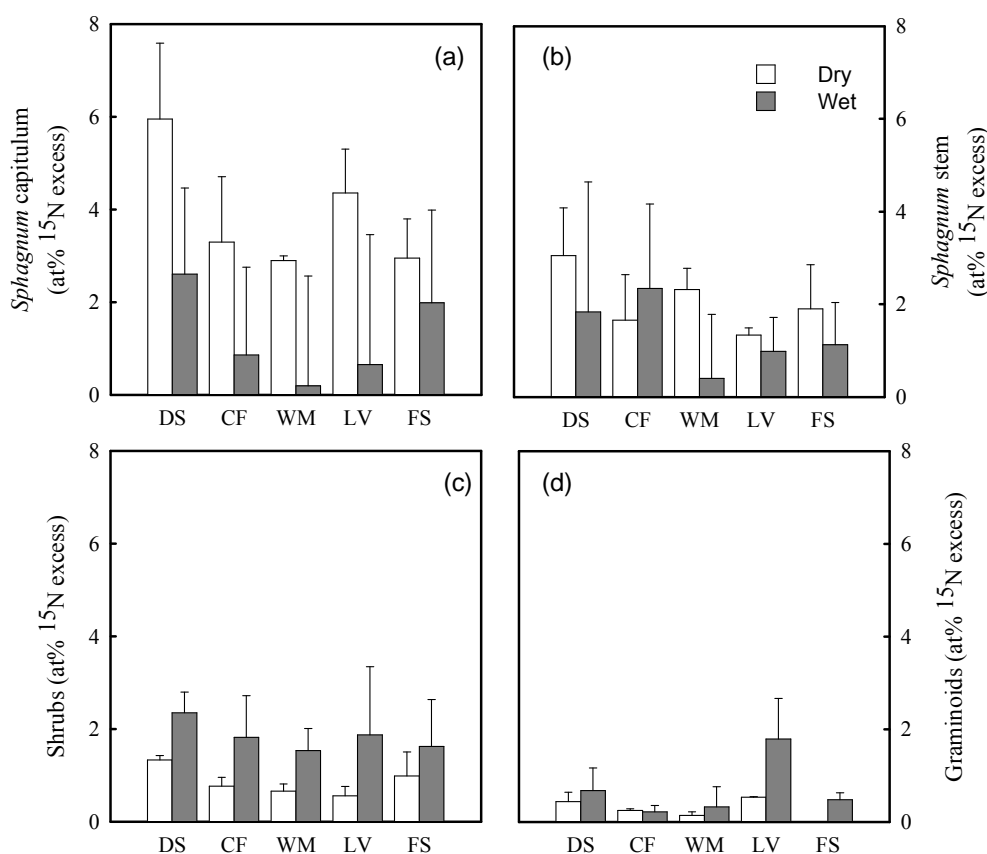 8
6
4
2
0
Sphagnum capitulum
(at% 15N excess)
(a)
DS CF WM LV FS
(b)
Dry
Wet
8
6
4
2
0
Sphagnum stem
(at% 15N excess)
DS CF WM LV FS
8
6
4
2
0
Shrubs (at% 15N excess)
(c)
DS CF WM LV FS
(d)
8
6
4
2
0
Graminoids (at% 15N excess)
DS CF WM LV FS